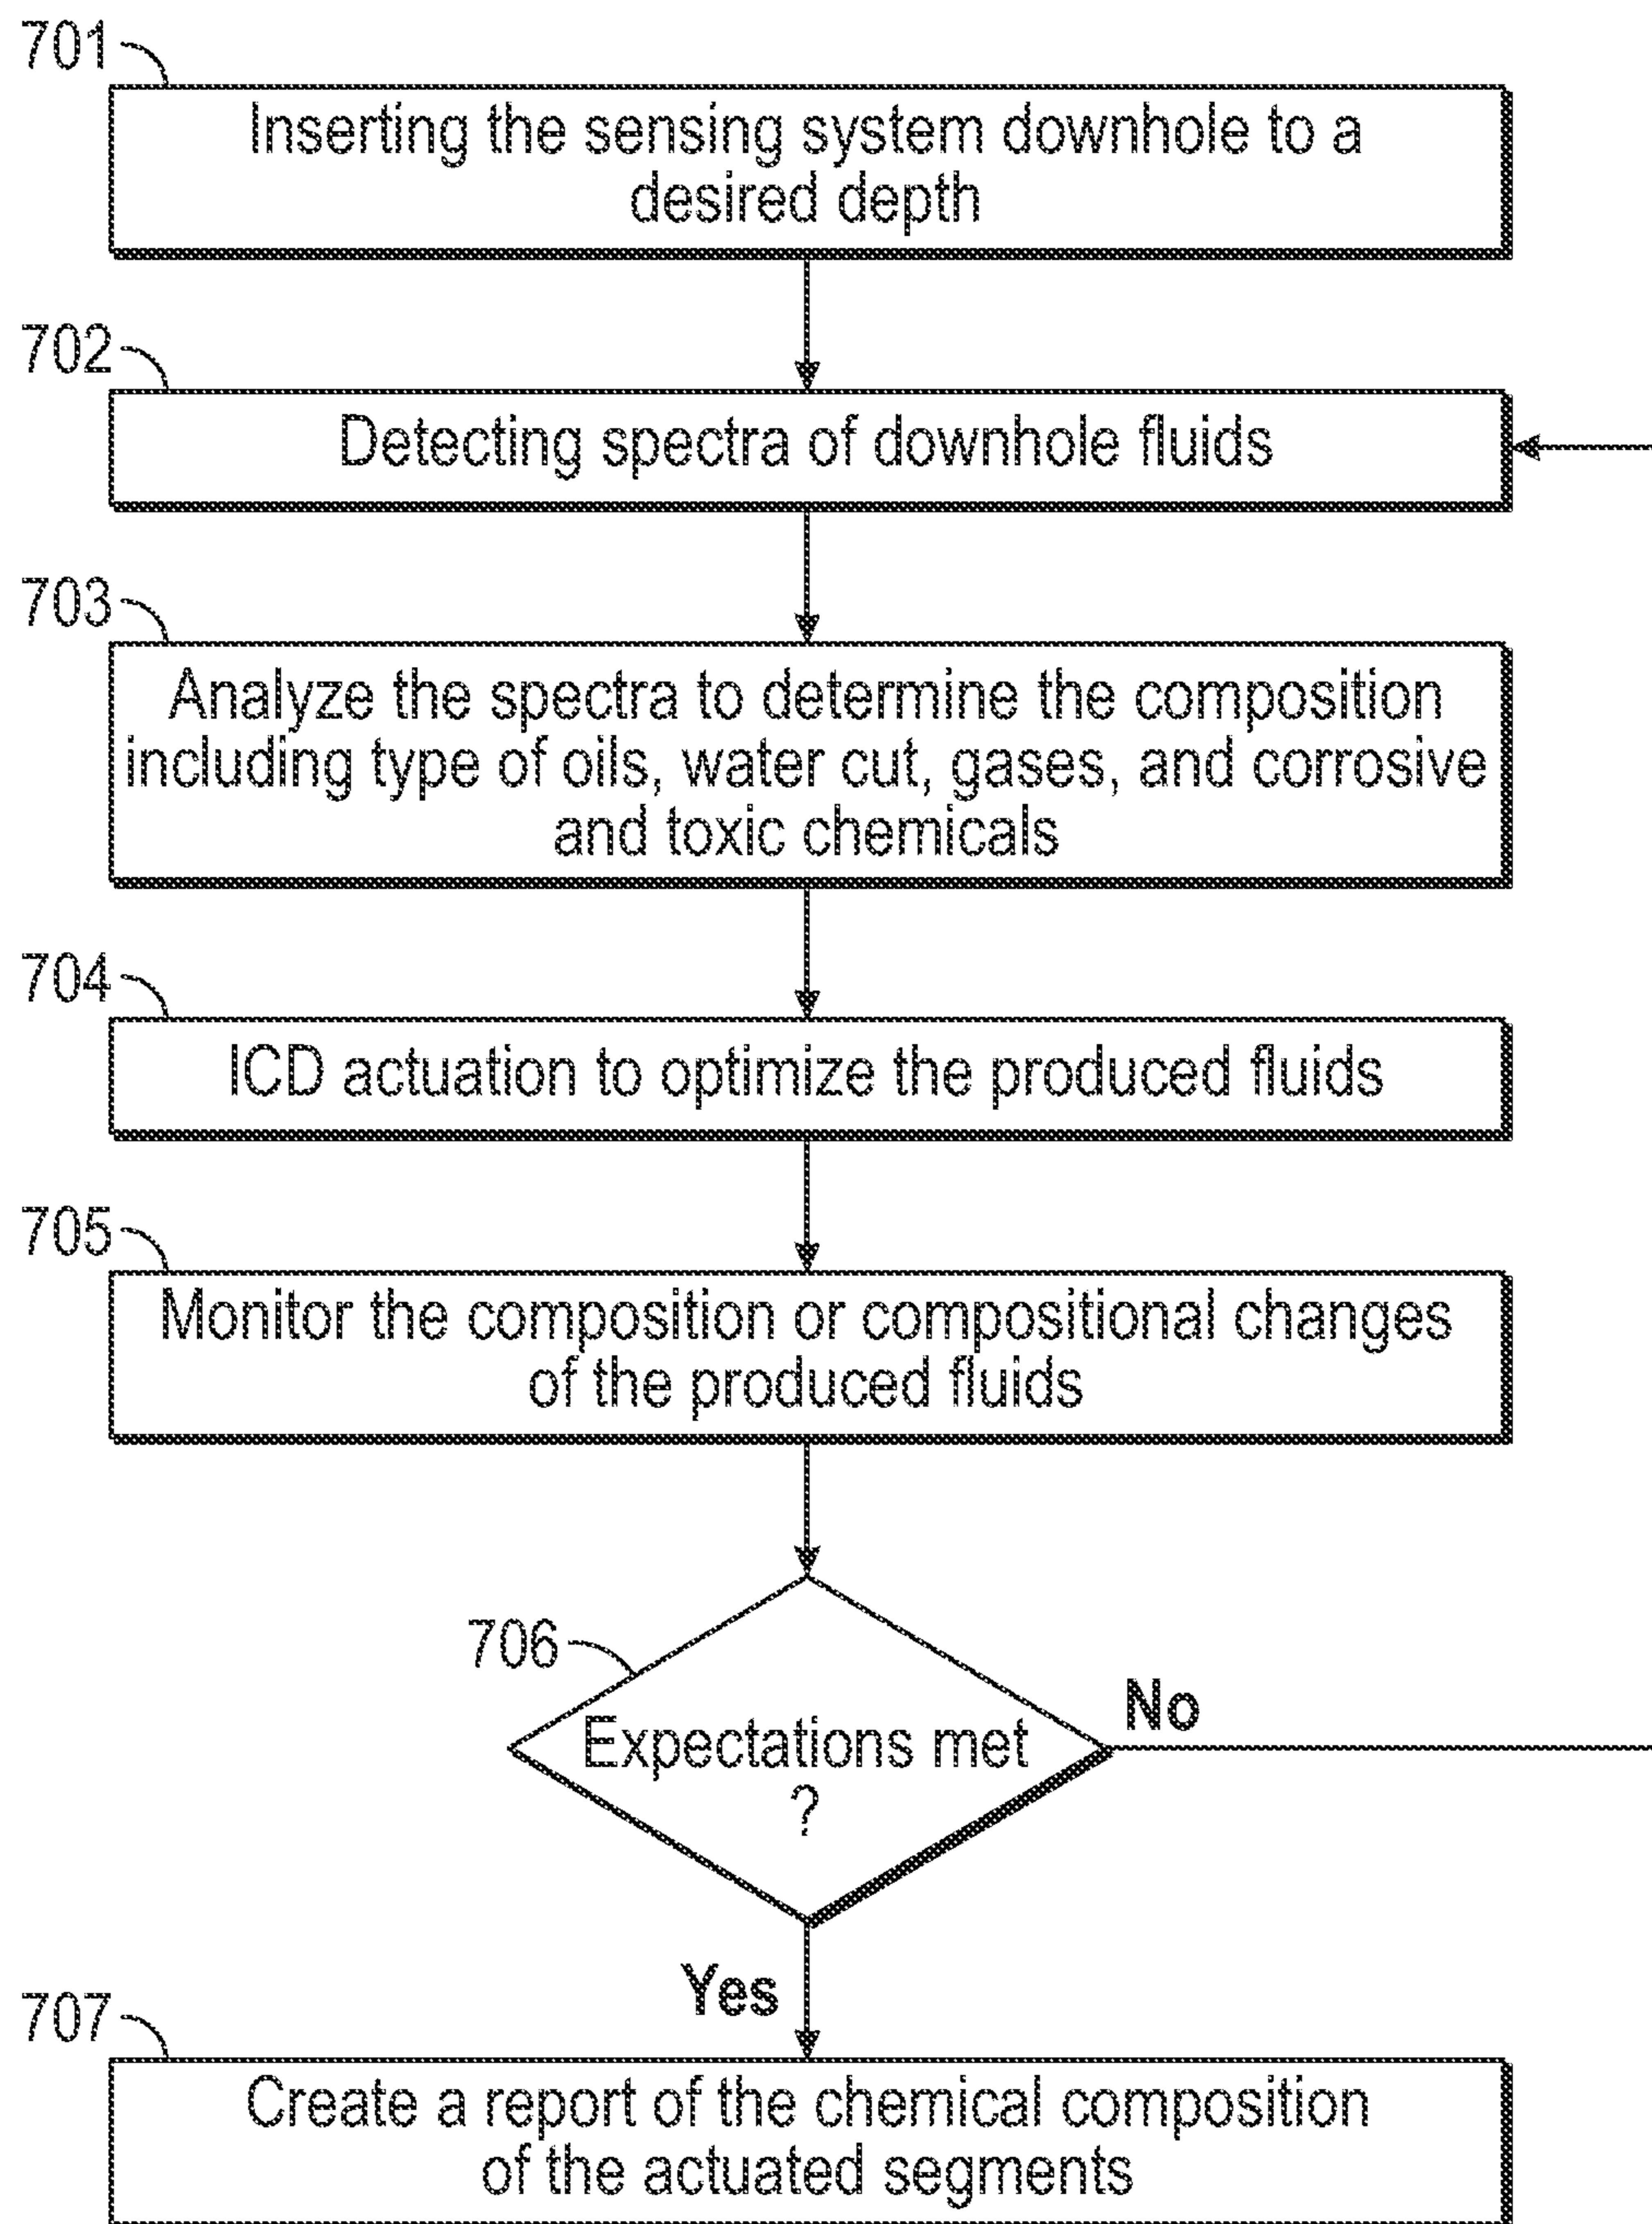 701
Inserting the sensing system downhole to a
desired depth
702
Detecting spectra of downhole fluids
703
Analyze the spectra to determine the composition
including type of oils, water cut, gases, and corrosive
and toxic chemicals
704
ICD actuation to optimize the produced fluids
705
Monitor the composition or compositional changes
of the produced fluids
706
Expectations met
?
No
Yes
707
Create a report of the chemical composition
of the actuated segments